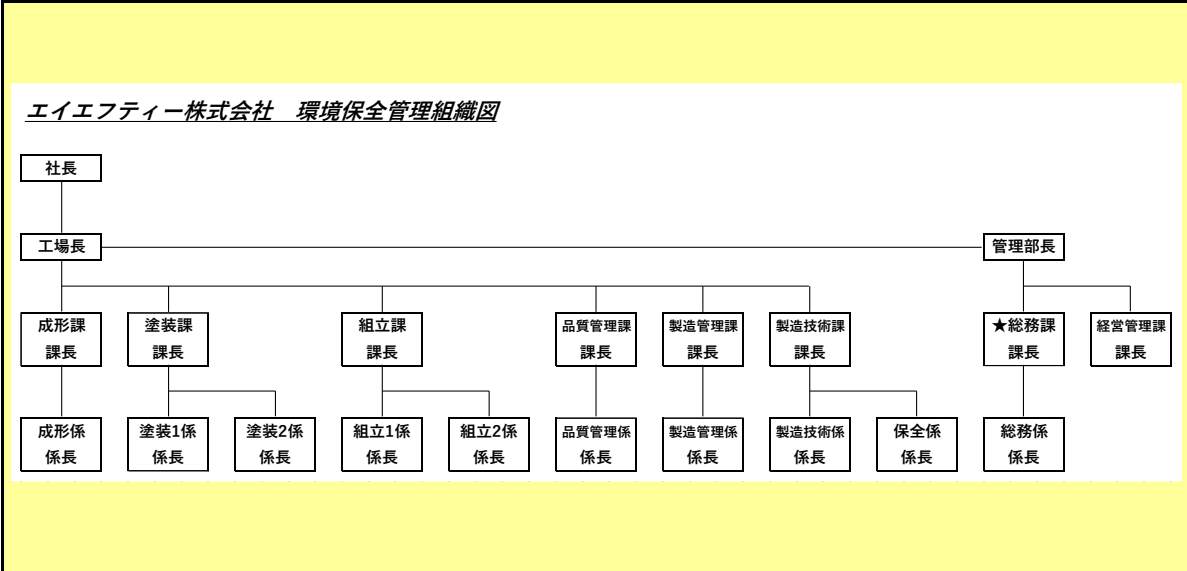 エイエフティー株式会社　環境保全管理組織図
社長
工場長
管理部長
成形課
課長
塗装課
課長
組立課
課長
品質管理課
課長
製造管理課
課長
製造技術課
課長
★総務課
課長
経営管理課
課長
成形係
係長
塗装1係
係長
塗装2係
係長
組立1係
係長
組立2係
係長
品質管理係
係長
製造管理係
係長
製造技術係
係長
保全係
係長
総務係
係長